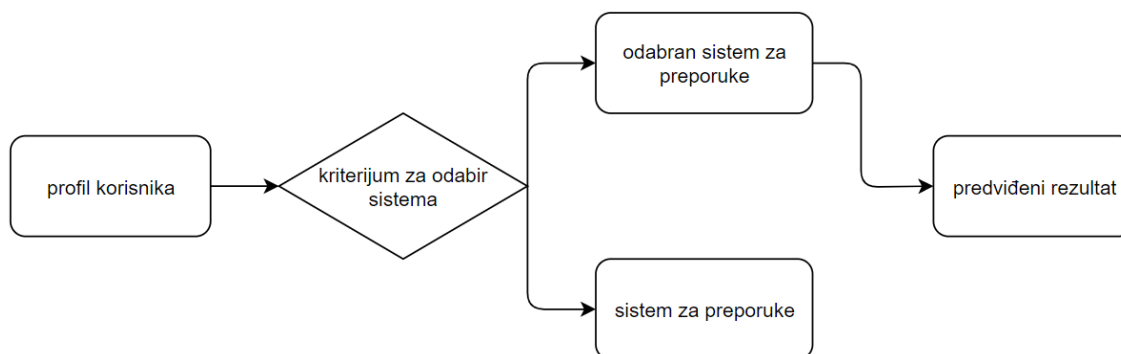 profil korisnika
kriterijum za odabir
sistema
odabran sistem za
preporuke
sistem za preporuke
predviđeni rezultat